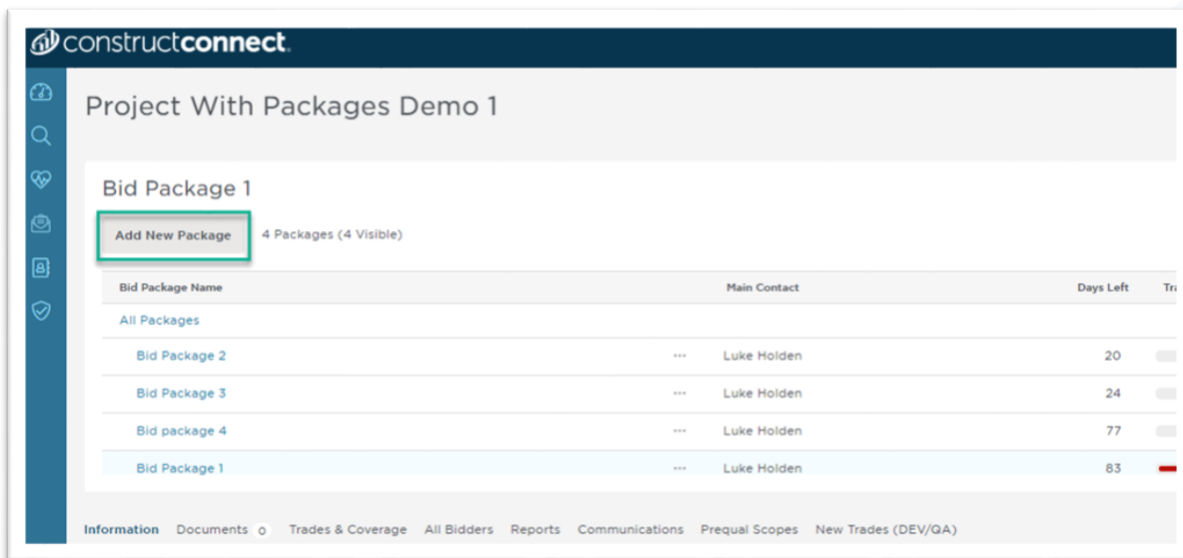 constructconnect.
Project With Packages Demo 1
Bid Package 1
Add New Package 4 Packages (4 Visible)
Bid Package Name Main Contact Days Left
All Packages
Bid Package 2 ... Luke Holden 20
Bid Package 3 ... Luke Holden 24
Bid package 4 ... Luke Holden 77
Bid Package 1 ... Luke Holden 83
Information Documents 0 Trades & Coverage All Bidders Reports Communications Prequal Scopes New Trades (DEV/QA)